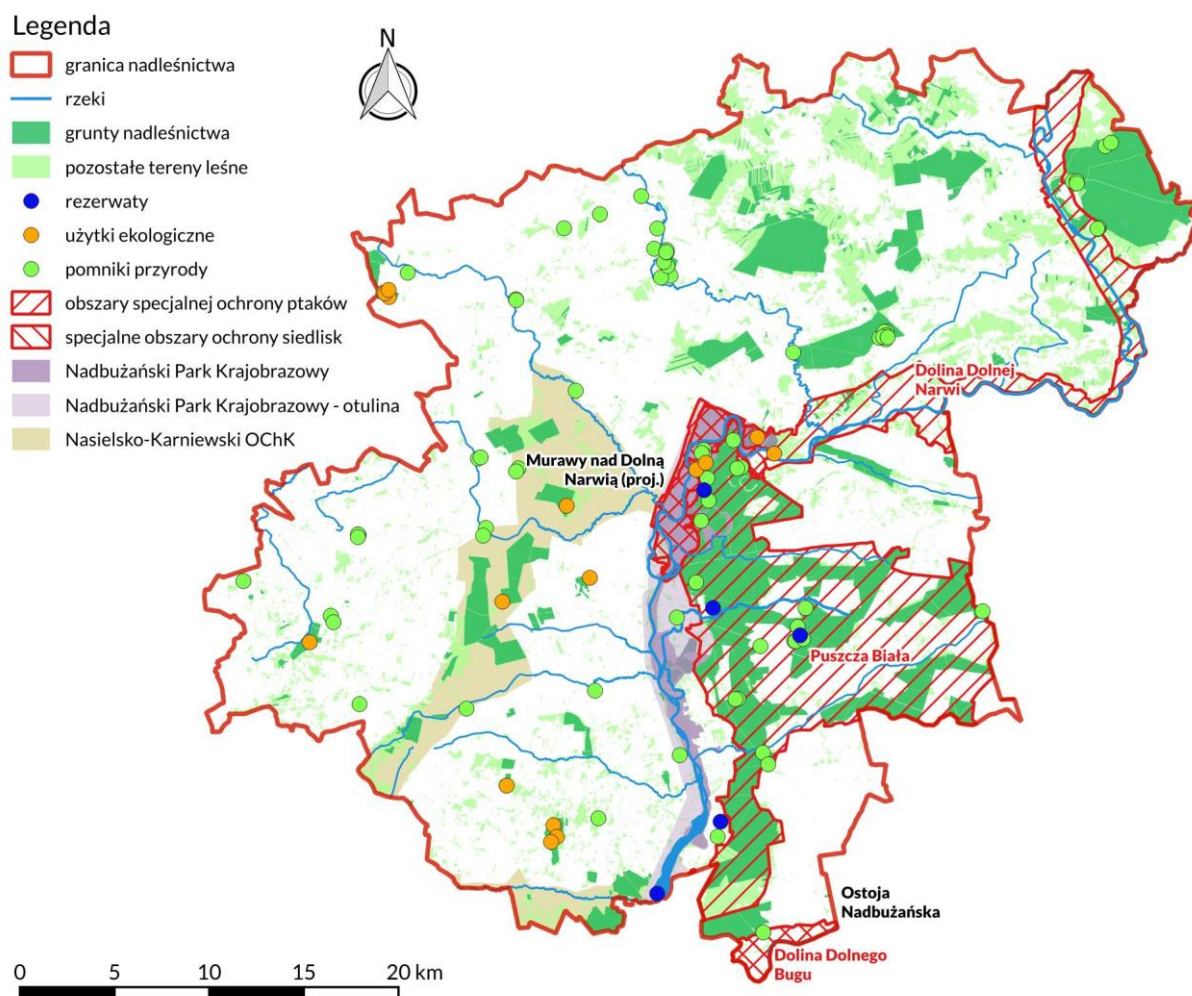 Legenda
granica nadleśnictwa
rzeki
grunty nadleśnictwa
pozostałe tereny leśne
rezerwaty
użytki ekologiczne
pomniki przyrody
obszary specjalnej ochrony ptaków
specjalne obszary ochrony siedlisk
Nadbużański Park Krajobrazowy
Nadbużański Park Krajobrazowy - otulina
Nasielsko-Karniewski OChK
N
Dolina Dolnej
Narwi
Murawy nad Dolną
Narwią (proj.)
Puszcza Biała
Ostoja
Nadbużańska
Dolina Dolnego
Bugu
0 5 10 15 20 km